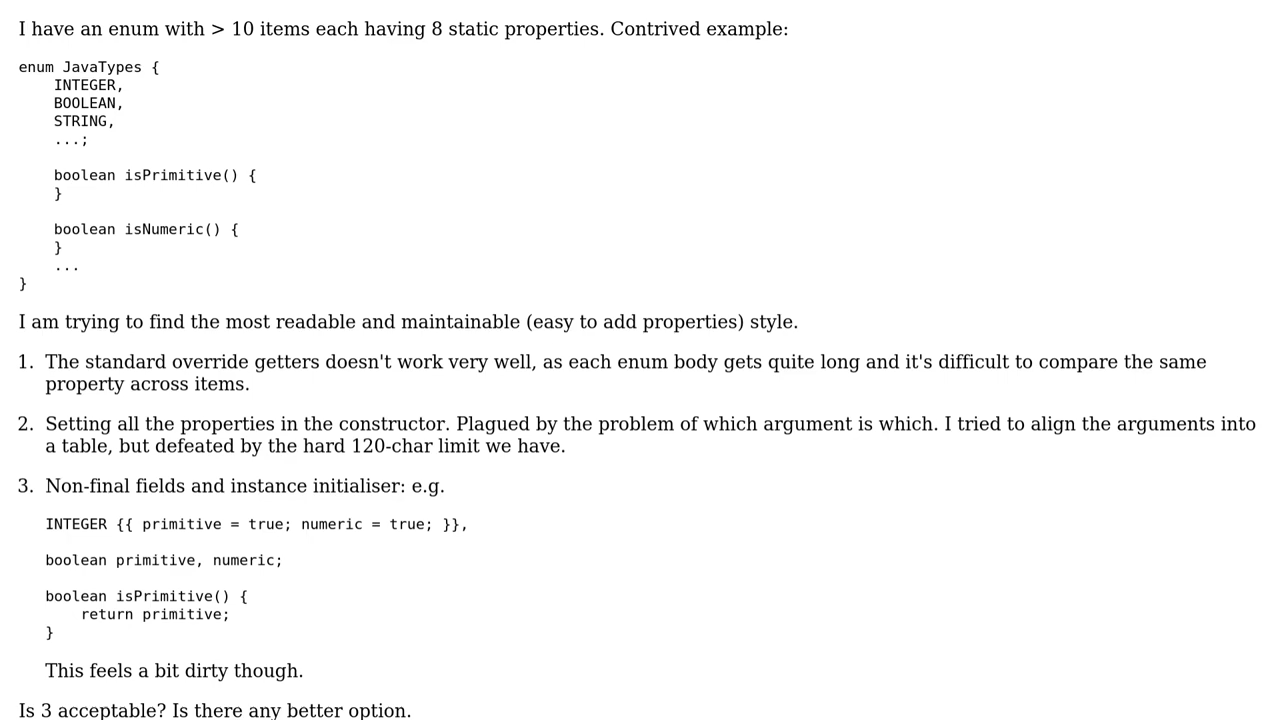 I have an enum with > 10 items each having 8 static properties. Contrived example:
enum JavaTypes {
    INTEGER,
    BOOLEAN,
    STRING,
    ...;

    boolean isPrimitive() {
    }

    boolean isNumeric() {
    }
    ...
}
I am trying to find the most readable and maintainable (easy to add properties) style.
1. The standard override getters doesn't work very well, as each enum body gets quite long and it's difficult to compare the same
property across items.
2. Setting all the properties in the constructor. Plagued by the problem of which argument is which. I tried to align the arguments into
a table, but defeated by the hard 120-char limit we have.
3. Non-final fields and instance initialiser: e.g.
INTEGER {{ primitive = true; numeric = true; }},

boolean primitive, numeric;

boolean isPrimitive() {
    return primitive;
}
This feels a bit dirty though.
Is 3 acceptable? Is there any better option.